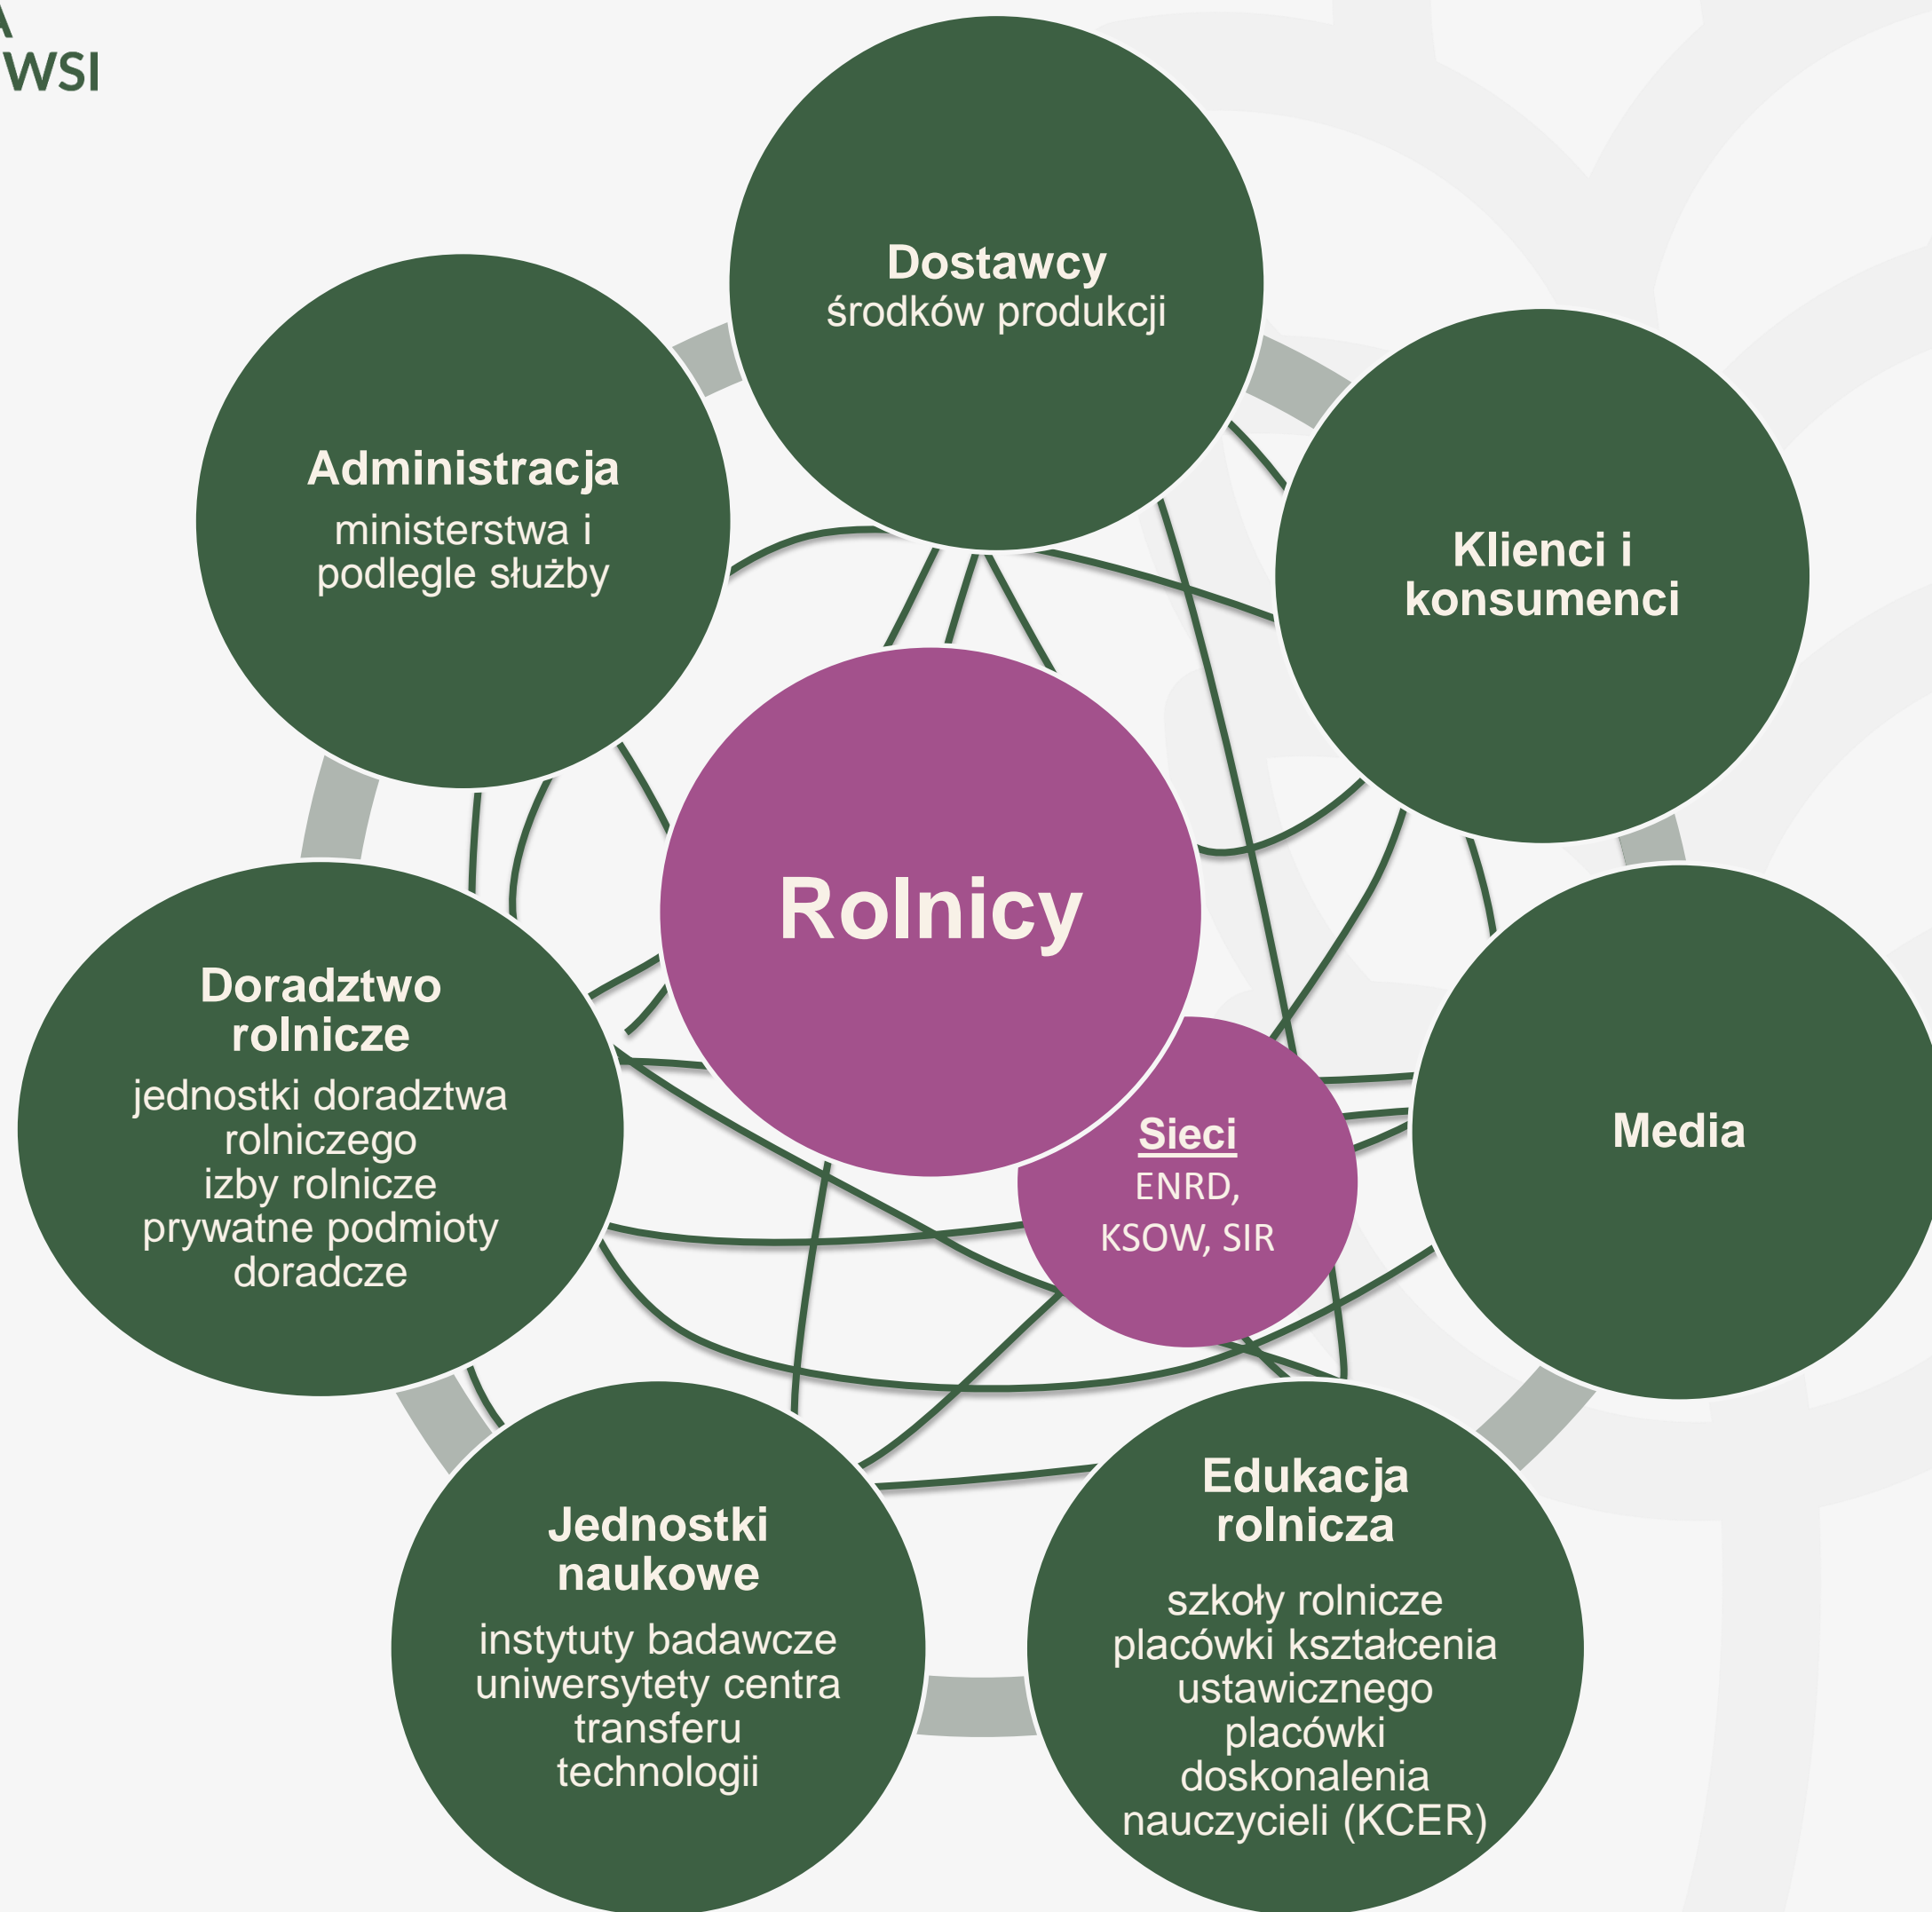 WSI
Dostawcy
środków produkcji
Administracja
ministerstwa i
podlegle służby
Klienci i
konsumenci
Rolnicy
Doradztwo
rolnicze
jednostki doradztwa
rolniczego
izby rolnicze
prywatne podmioty
doradcze
Sieci
ENRD,
KSOW, SIR
Media
Jednostki
naukowe
instytuty badawcze
uniwersytety centra
transferu
technologii
Edukacja
rolnicza
szkoły rolnicze
placówki kształcenia
ustawicznego
placówki
doskonalenia
nauczycieli (KCER)